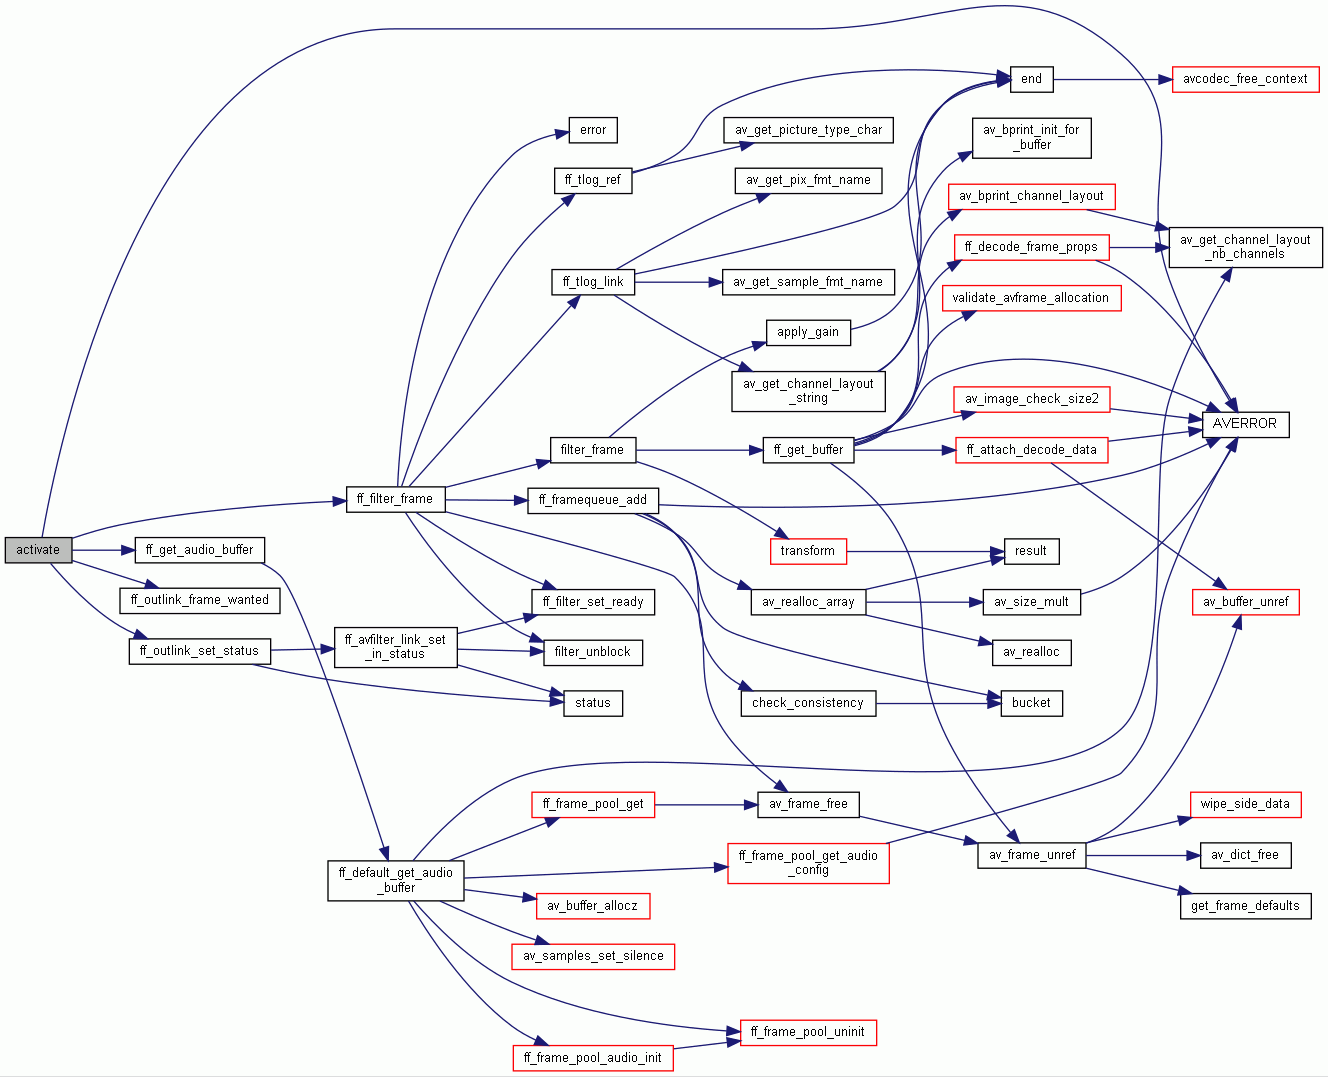 end
avcodec_free_context
error
av_get_picture_type_char
av_bprint_init_for
_buffer
ff_tlog_ref
av_get_pix_fmt_name
av_bprint_channel_layout
ff_decode_frame_props
av_get_channel_layout
_nb_channels
ff_tlog_link
av_get_sample_fmt_name
validate_avframe_allocation
apply_gain
av_get_channel_layout
_string
av_image_check_size2
AVERROR
filter_frame
ff_get_buffer
ff_attach_decode_data
ff_filter_frame
ff_framequeue_add
activate
ff_get_audio_buffer
transform
result
ff_outlink_frame_wanted
ff_filter_set_ready
av_realloc_array
av_size_mult
av_buffer_unref
ff_outlink_set_status
ff_avfilter_link_set
_in_status
filter_unblock
av_realloc
status
check_consistency
bucket
ff_frame_pool_get
av_frame_free
wipe_side_data
ff_frame_pool_get_audio
_config
av_frame_unref
av_dict_free
ff_default_get_audio
_buffer
av_buffer_allocz
get_frame_defaults
av_samples_set_silence
ff_frame_pool_uninit
ff_frame_pool_audio_init